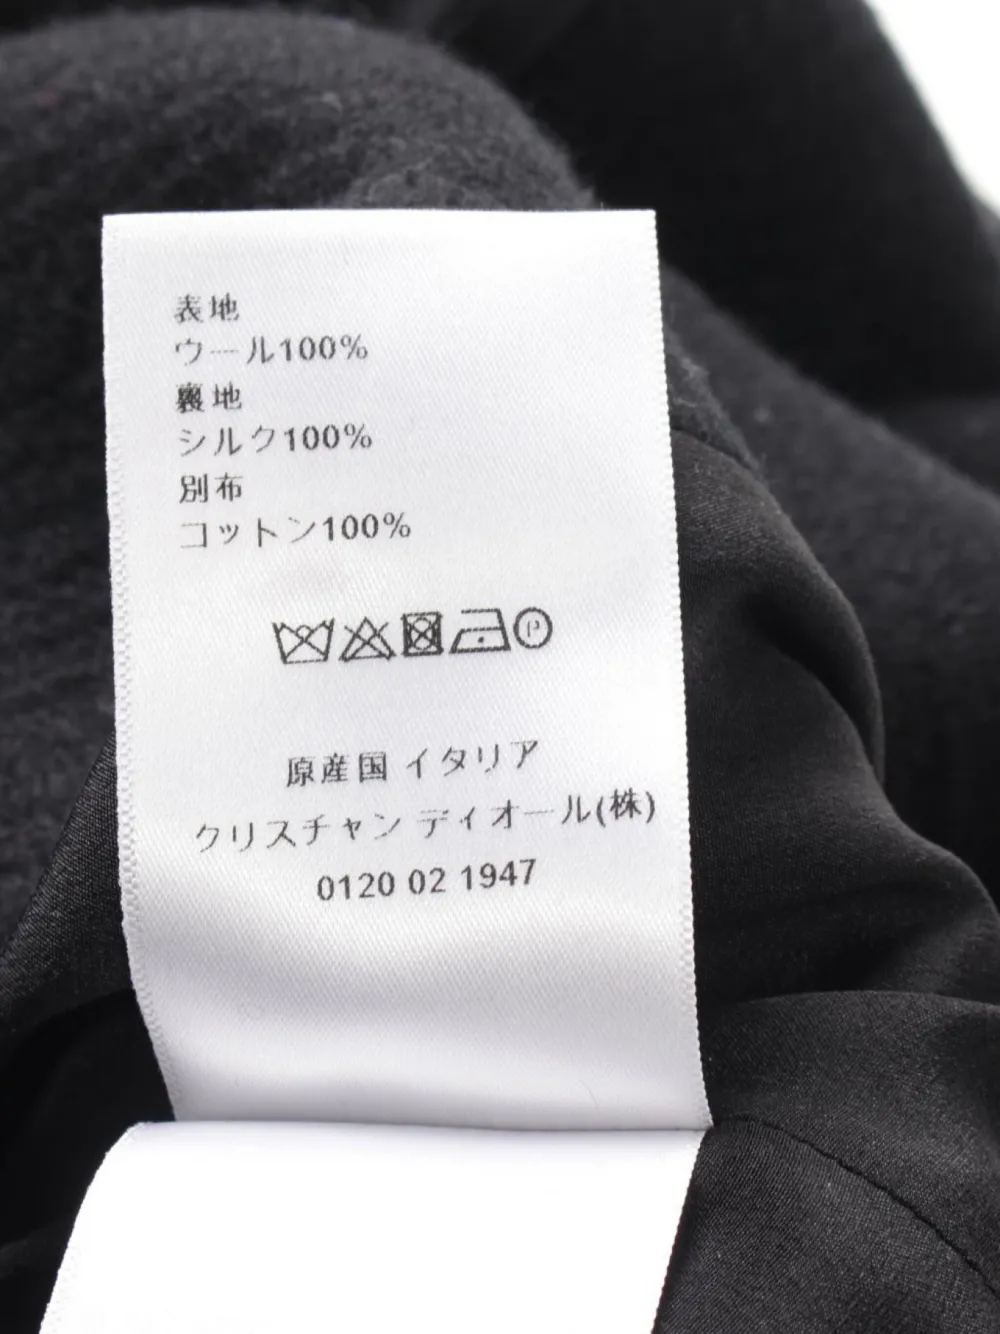 表地
ウール100%
裏地
シルク100%
別布
コットン100%
P
原産国 イタリア
クリスチャン ディオール(株)
0120 02 1947